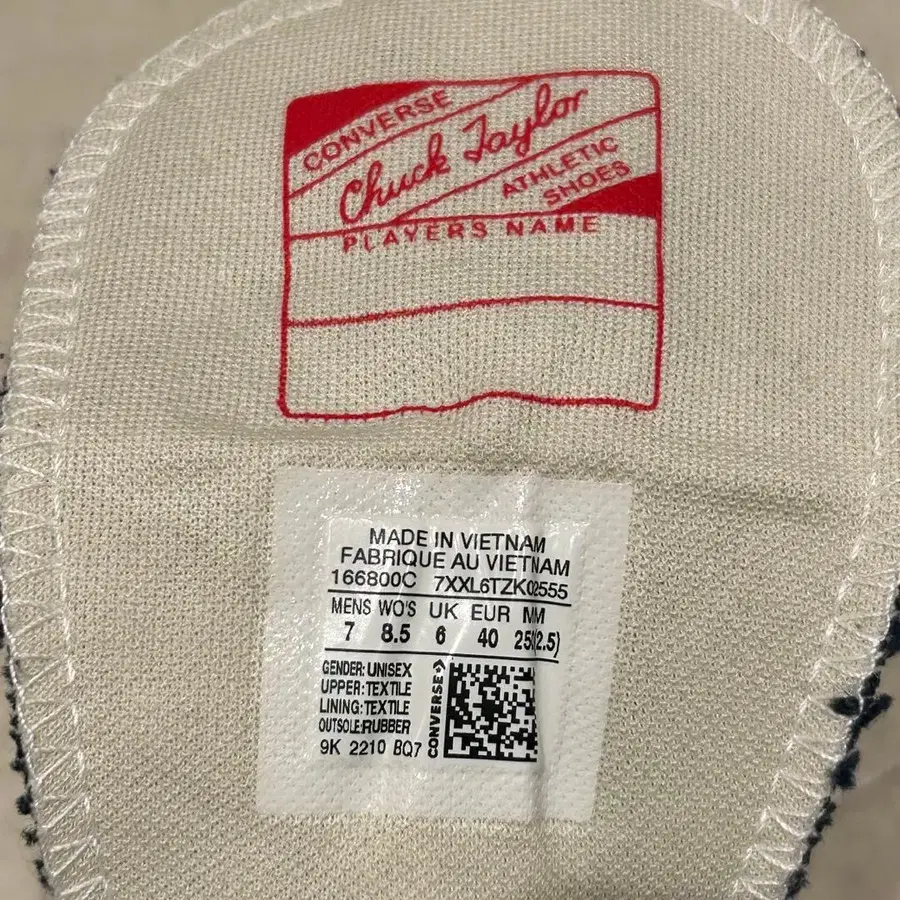 CONVERSE
Chuck Taylor
ATHLETIC
SHOES
PLAYERS NAME
MADE IN VIETNAM
FABRIQUE AU VIETNAM
166800C 7XXL6TZK02555
MENS WO'S UK EUR MM
7 8.5 6 40 25(2.5)
GENDER: UNISEX
UPPER: TEXTILE
LINING: TEXTILE
OUTSOLE: RUBBER
9K 2210 BQ7
CONVERSE